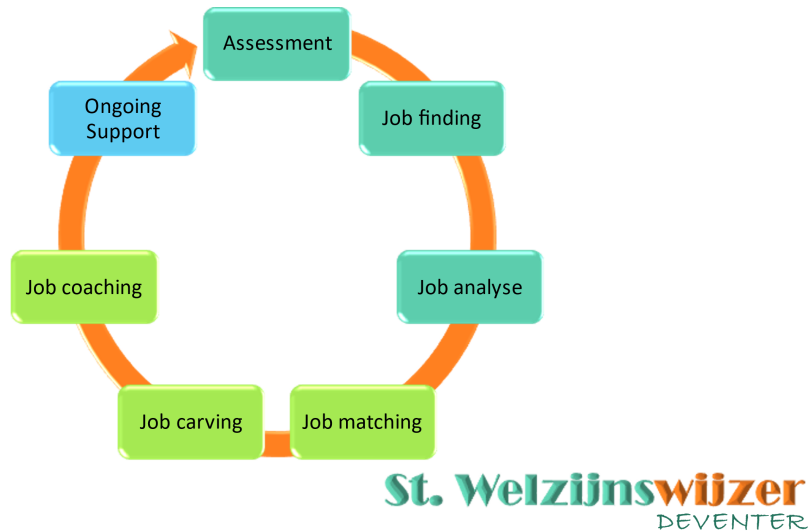 Assessment
Job finding
Job analyse
Job matching
Job carving
Job coaching
Ongoing
Support
St. Welzijnswijzer
DEVENTER